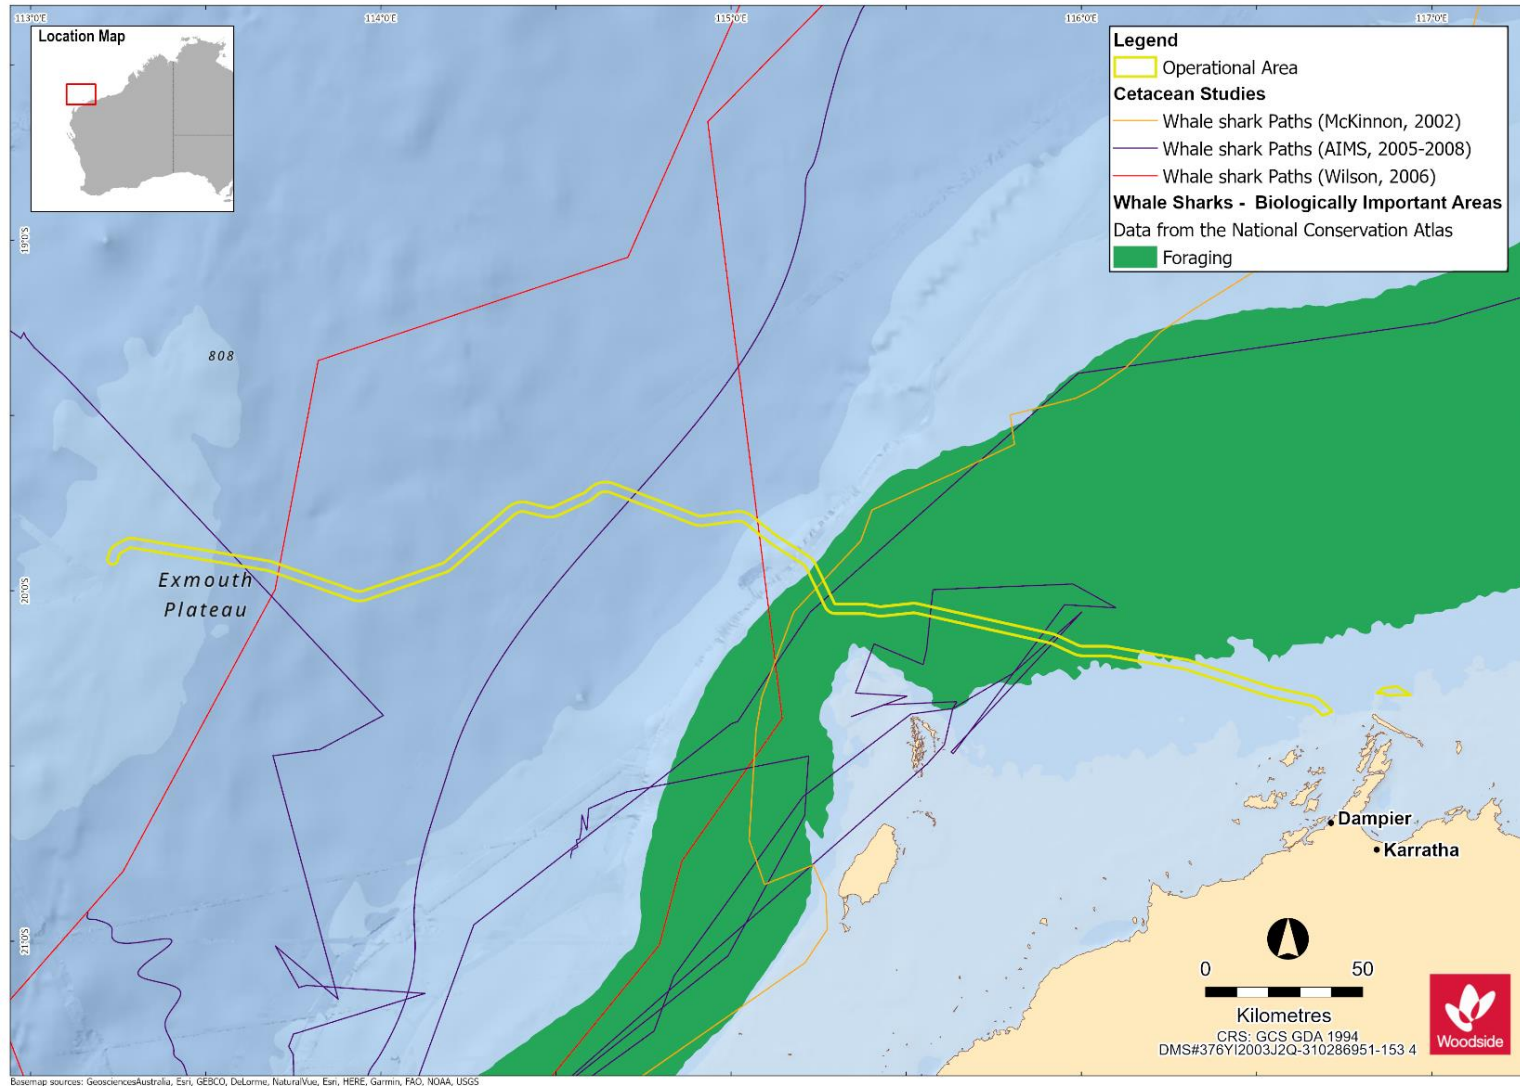 113°0'E
114°0'E
115°0'E
116°0'E
117°0'E
Location Map
Legend
Operational Area
Cetacean Studies
Whale shark Paths (McKinnon, 2002)
Whale shark Paths (AIMS, 2005-2008)
Whale shark Paths (Wilson, 2006)
Whale Sharks - Biologically Important Areas
Data from the National Conservation Atlas
Foraging
19°0'S
808
20°0'S
Exmouth
Plateau
Dampier
Karratha
21°0'S
0 50
Kilometres
CRS: GCS GDA 1994
DMS#376YI2003J2Q-310286951-153 4
Woodside
Basemap sources: GeosciencesAustralia, Esri, GEBCO, DeLorme, NaturalVue, Esri, HERE, Garmin, FAO, NOAA, USGS